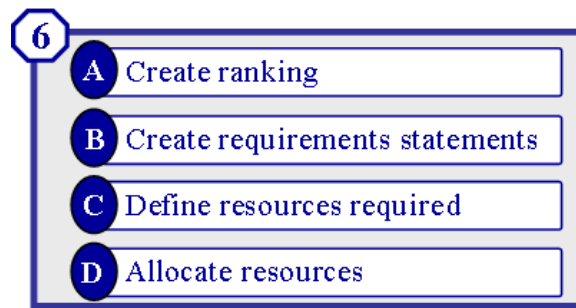 6
A Create ranking
B Create requirements statements
C Define resources required
D Allocate resources